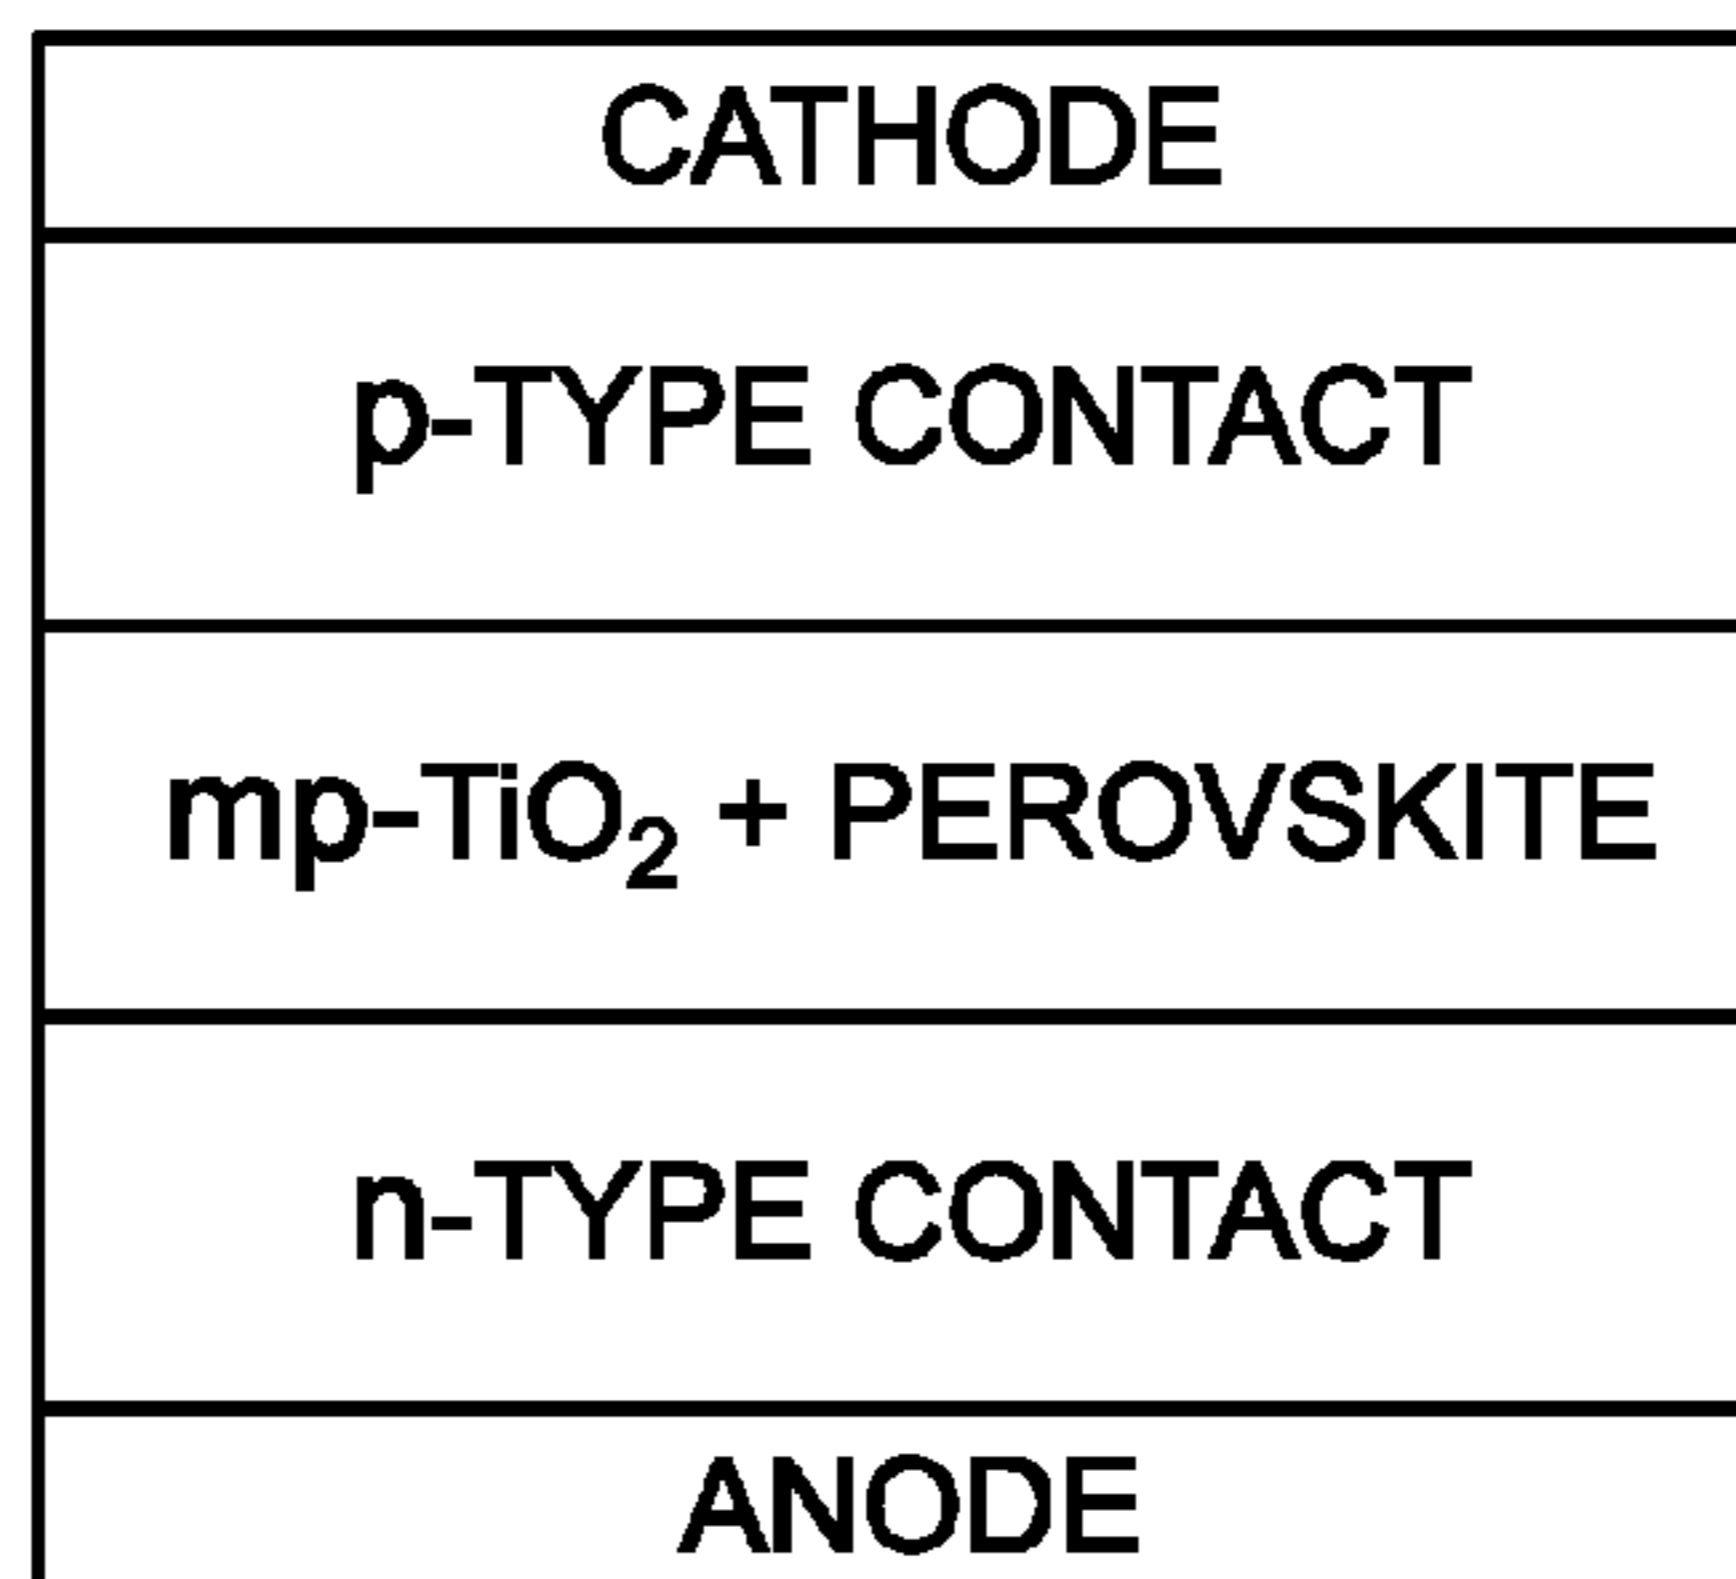 CATHODE
p-TYPE CONTACT
mp-TiO₂ + PEROVSKITE
n-TYPE CONTACT
ANODE